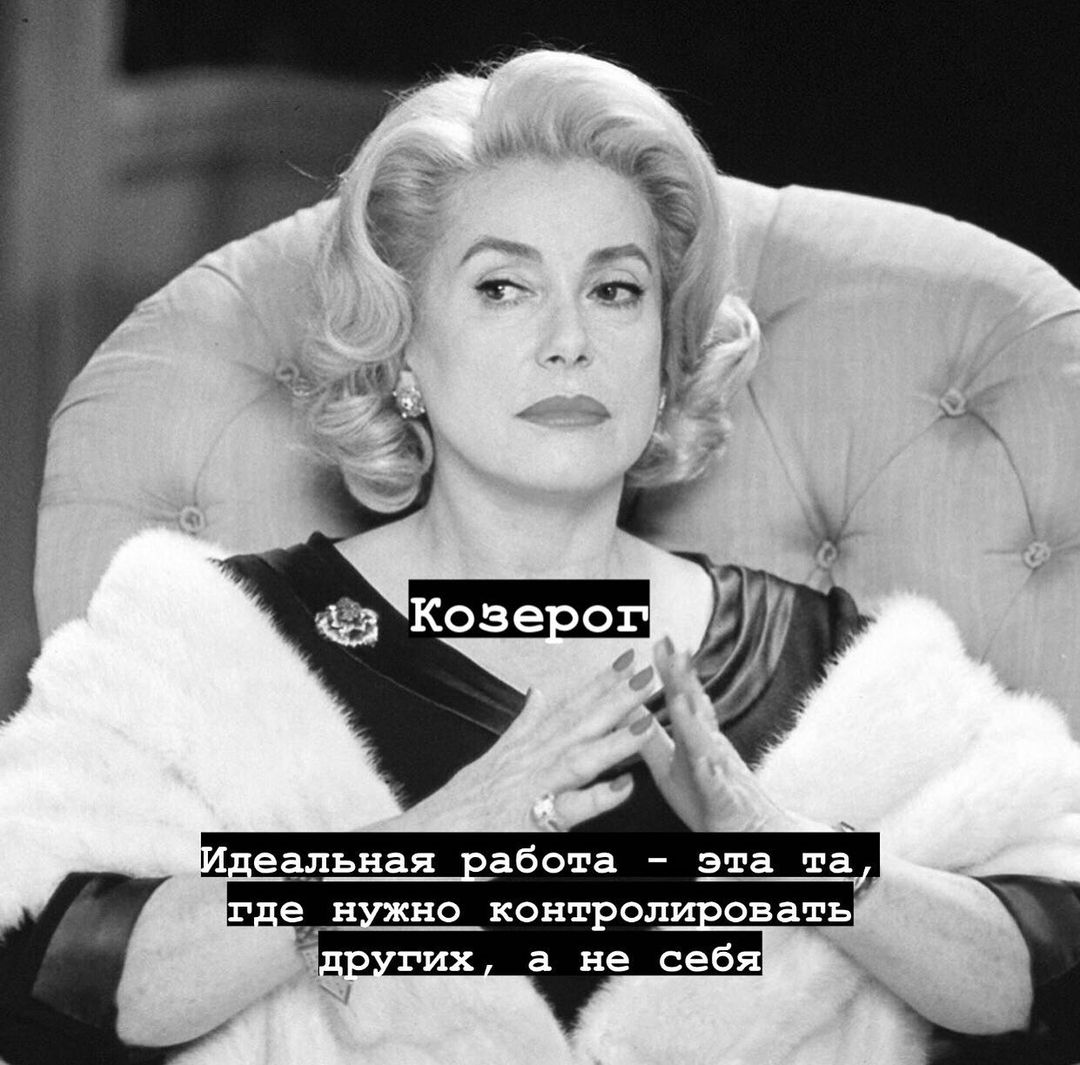 Козерог
Идеальная работа - эта та,
где нужно контролировать
других, а не себя